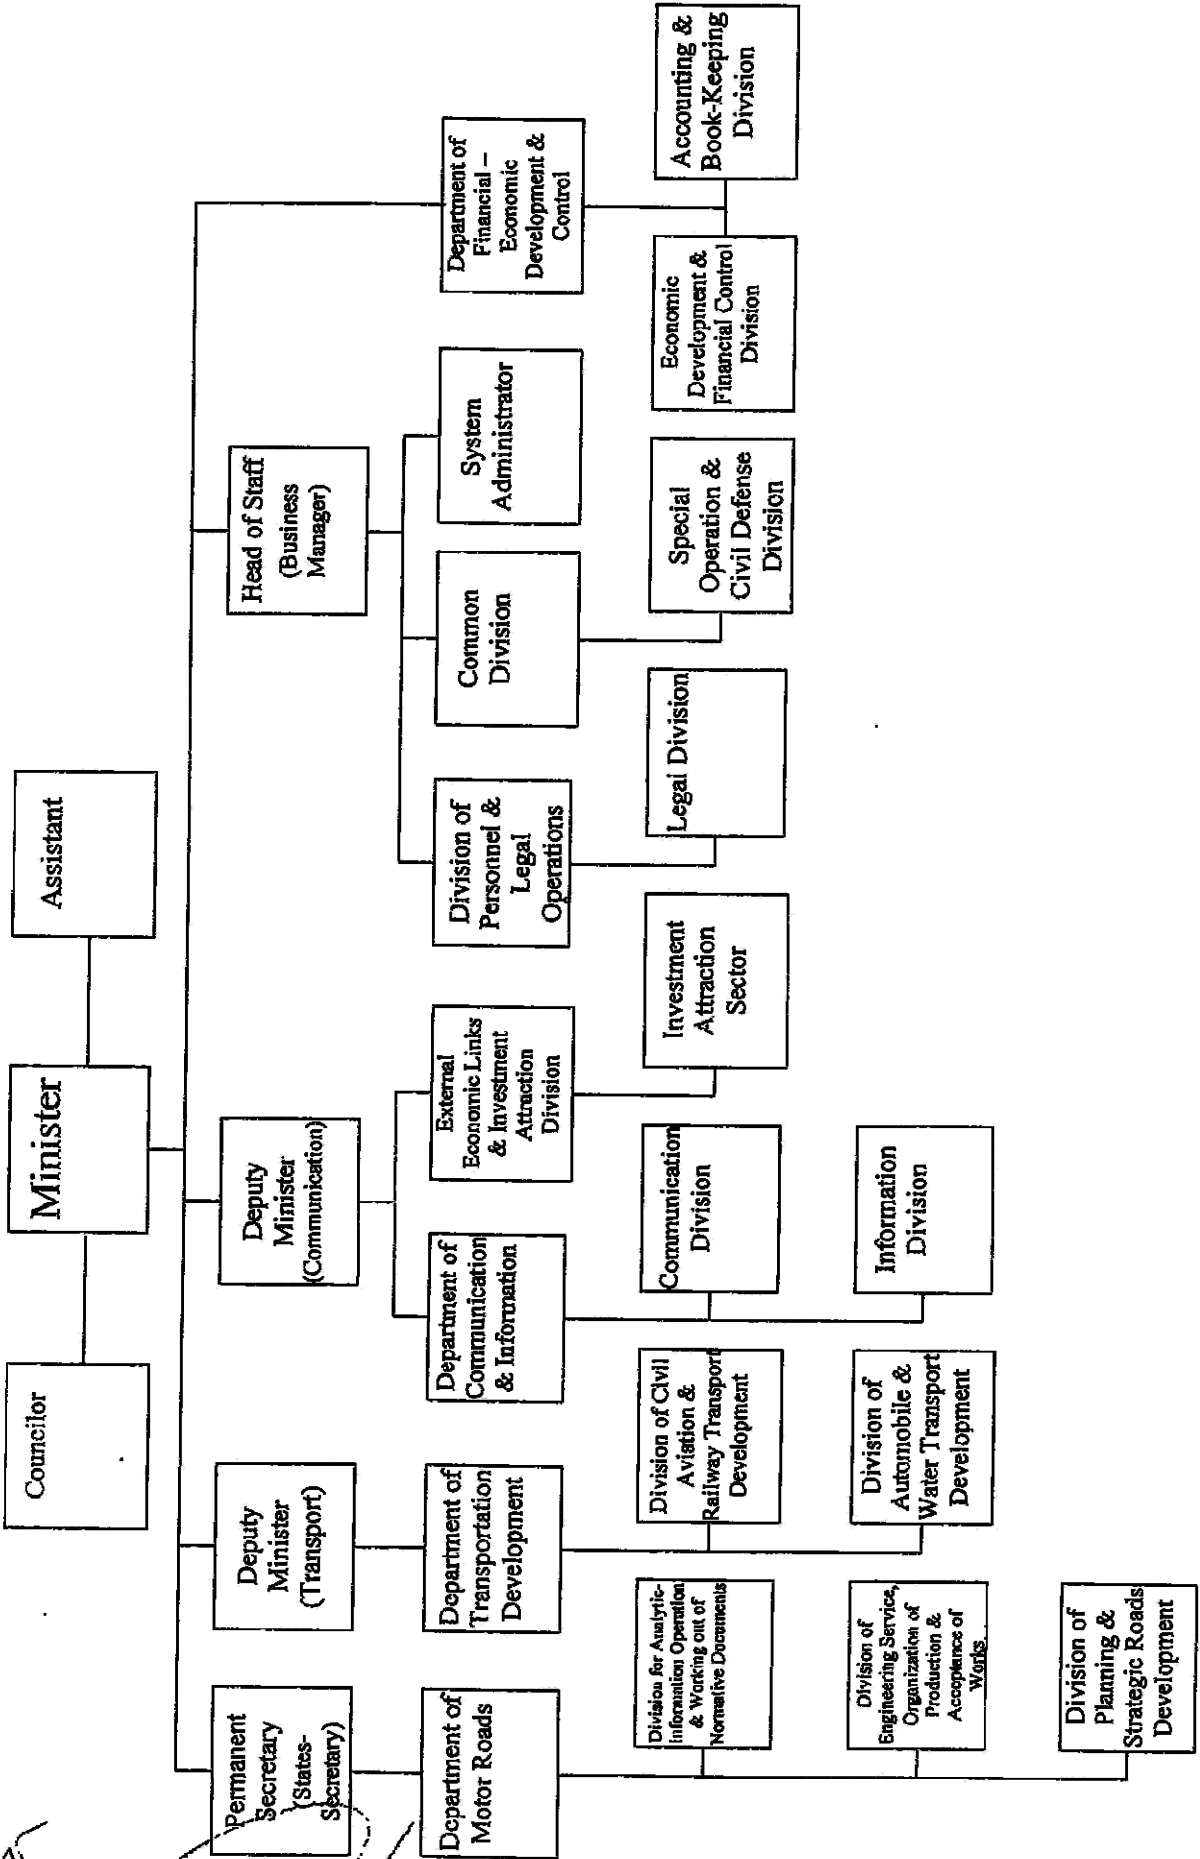 Councilor
Minister
Assistant
Permanent
Secretary
(States-
Secretary)
Deputy
Minister
(Transport)
Deputy
Minister
(Communication)
Head of Staff
(Business
Manager)
Department of
Motor Roads
Department of
Transportation
Development
Department of
Communication
& Information
External
Economic Links
& Investment
Attraction
Division
Division of
Personnel &
Legal
Operations
Common
Division
System
Administrator
Department of
Financial –
Economic
Development &
Control
Division for Analytic-
Information Operation
& Working out of
Normative Documents
Division of Civil
Aviation &
Railway Transport
Development
Communication
Division
Investment
Attraction
Sector
Legal Division
Special
Operation &
Civil Defense
Division
Economic
Development &
Financial Control
Division
Accounting &
Book-Keeping
Division
Division of
Engineering Service,
Organization of
Production &
Acceptance of
Works
Division of
Automobile &
Water Transport
Development
Information
Division
Division of
Planning &
Strategic Roads
Development